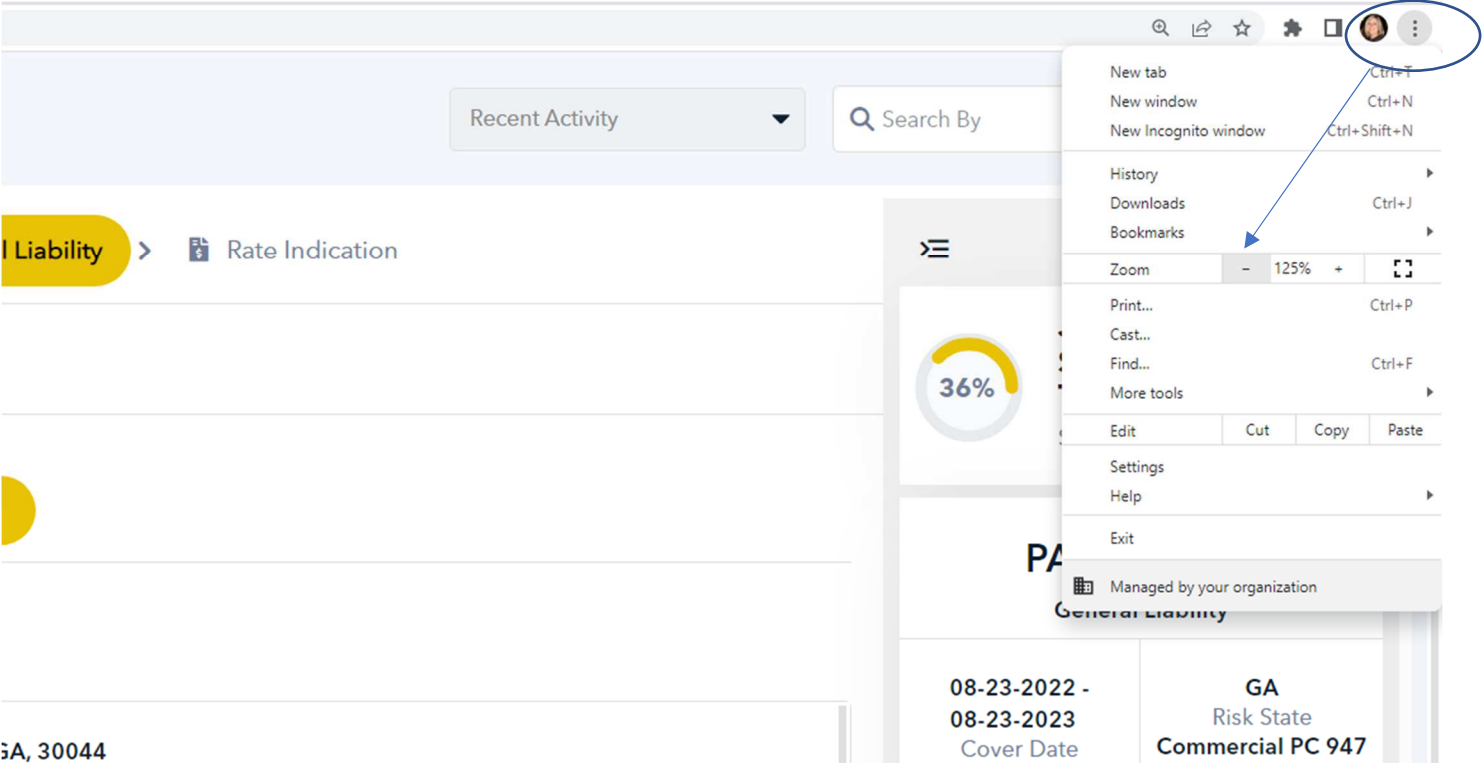 Recent Activity
Search By
l Liability
Rate Indication
36%
PA
General Liability
08-23-2022 -
08-23-2023
Cover Date
GA
Risk State
Commercial PC 947
GA, 30044
New tab Ctrl+T
New window Ctrl+N
New Incognito window Ctrl+Shift+N
History
Downloads Ctrl+J
Bookmarks
Zoom - 125% +
Print... Ctrl+P
Cast...
Find... Ctrl+F
More tools
Edit Cut Copy Paste
Settings
Help
Exit
Managed by your organization